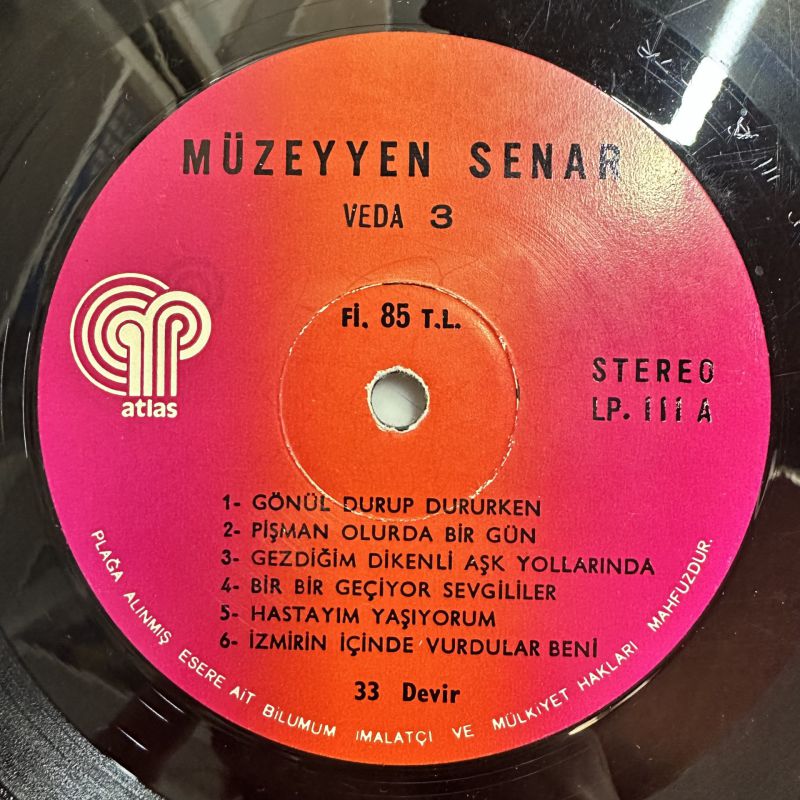 MÜZEYYEN SENAR
VEDA 3
Fİ. 85 T.L.
atlas
STEREO
LP. 111 A
1- GÖNÜL DURUP DURURKEN
2- PİŞMAN OLURDA BİR GÜN
3- GEZDİĞİM DİKENLİ AŞK YOLLARINDA
4- BİR BİR GEÇİYOR SEVGİLİLER
5- HASTAYIM YAŞIYORUM
6- İZMİRİN İÇİNDE VURDULAR BENİ
33 Devir
PLAĞA ALINMIŞ ESERE AİT BİLUMUM İMALATÇI VE MÜLKİYET HAKLARI MAHFUZDUR.